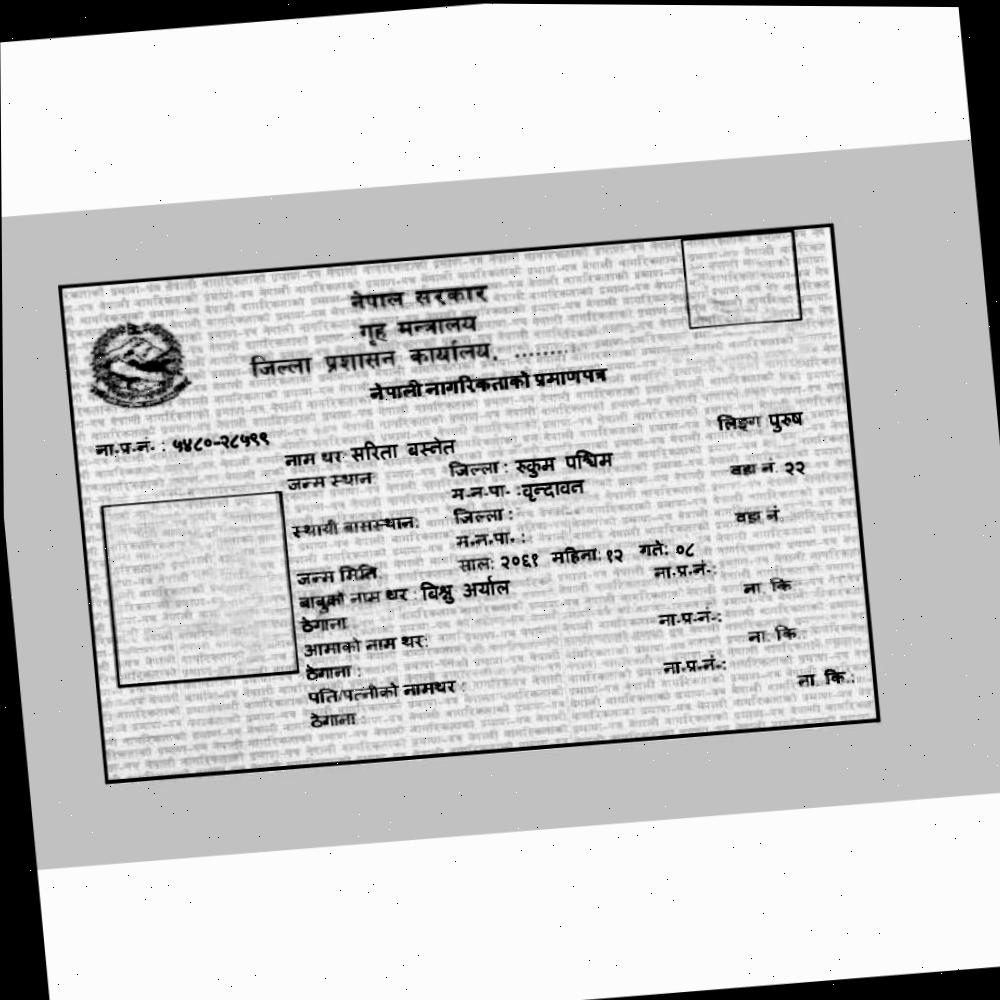 नेपाल सरकार
गृह मन्त्रालय
जिल्ला प्रशासन कार्यालय, .........
नेपाली नागरिकताको प्रमाणपत्र
ना.प्र.नं. : ५४८०-२८५९९
लिङ्ग पुरुष
नाम थर: सरिता बस्नेत
जन्म स्थान: जिल्ला : रुकुम पश्चिम
म.न.पा. : वृन्दावन वडा नं. २२
स्थायी बासस्थान: जिल्ला :
म.न.पा. : वडा नं.
जन्म मिति: साल: २०६१ महिना: १२ गते: ०८
बाबुको नाम थर : बिश्नु अर्याल ना.प्र.नं.:
ठेगाना ना. कि
आमाको नाम थर: ना.प्र.नं.:
ठेगाना : ना. कि.:
पति/पत्नीको नामथर : ना.प्र.नं.:
ठेगाना : ना. कि.: